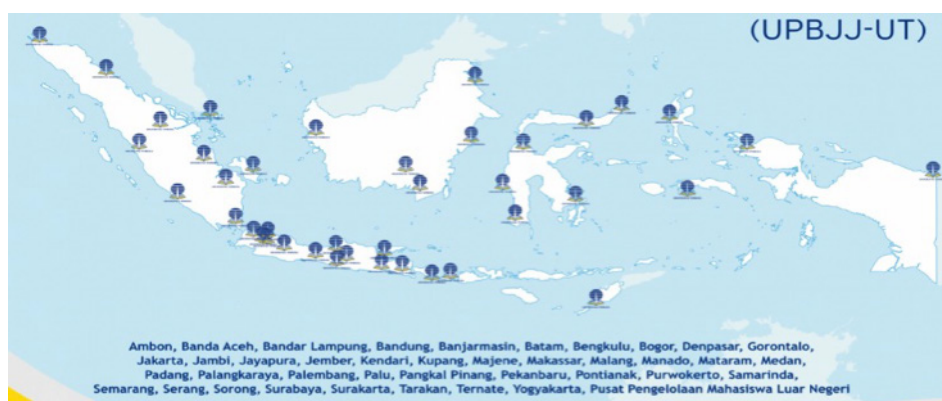 (UPBJJ-UT)
Ambon, Banda Aceh, Bandar Lampung, Bandung, Banjarmasin, Batam, Bengkulu, Bogor, Denpasar, Gorontalo,
Jakarta, Jambi, Jayapura, Jember, Kendari, Kupang, Majene, Makassar, Malang, Manado, Mataram, Medan,
Padang, Palangkaraya, Palembang, Palu, Pangkal Pinang, Pekanbaru, Pontianak, Purwokerto, Samarinda,
Semarang, Serang, Sorong, Surabaya, Surakarta, Tarakan, Ternate, Yogyakarta, Pusat Pengelolaan Mahasiswa Luar Negeri